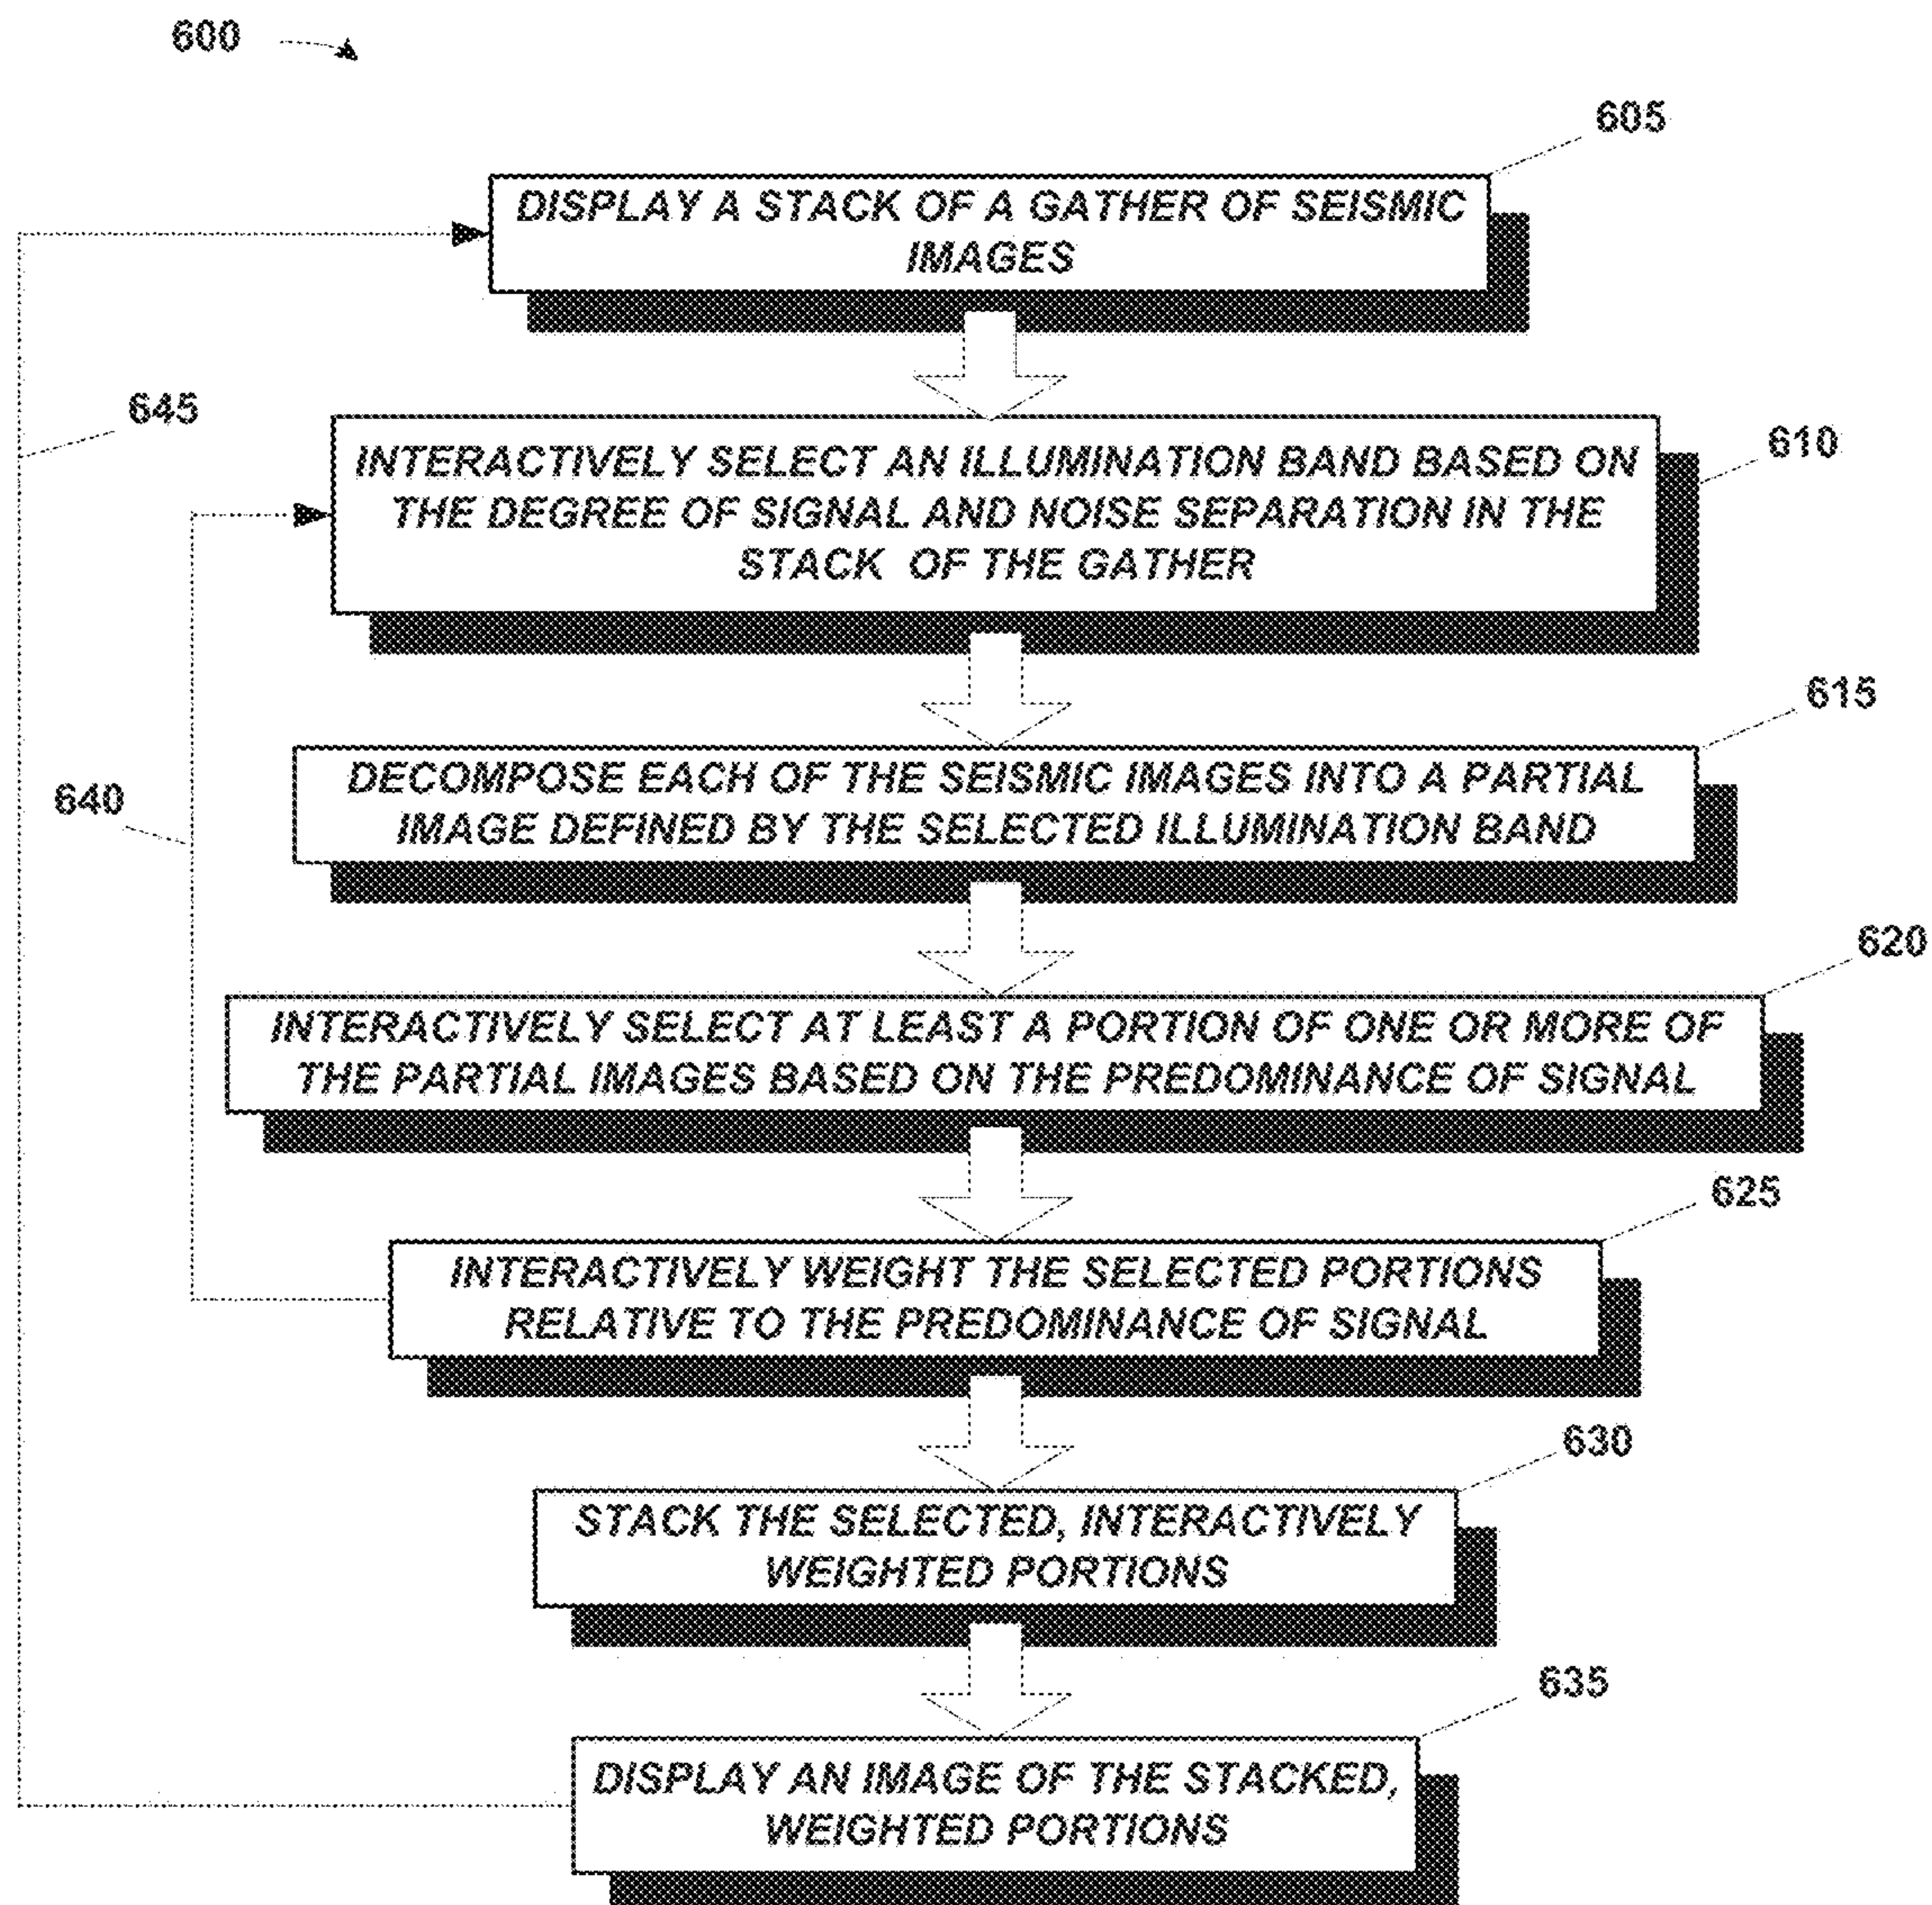 600
605
DISPLAY A STACK OF A GATHER OF SEISMIC
IMAGES
645
610
INTERACTIVELY SELECT AN ILLUMINATION BAND BASED ON
THE DEGREE OF SIGNAL AND NOISE SEPARATION IN THE
STACK OF THE GATHER
615
640
DECOMPOSE EACH OF THE SEISMIC IMAGES INTO A PARTIAL
IMAGE DEFINED BY THE SELECTED ILLUMINATION BAND
620
INTERACTIVELY SELECT AT LEAST A PORTION OF ONE OR MORE OF
THE PARTIAL IMAGES BASED ON THE PREDOMINANCE OF SIGNAL
625
INTERACTIVELY WEIGHT THE SELECTED PORTIONS
RELATIVE TO THE PREDOMINANCE OF SIGNAL
630
STACK THE SELECTED, INTERACTIVELY
WEIGHTED PORTIONS
635
DISPLAY AN IMAGE OF THE STACKED,
WEIGHTED PORTIONS